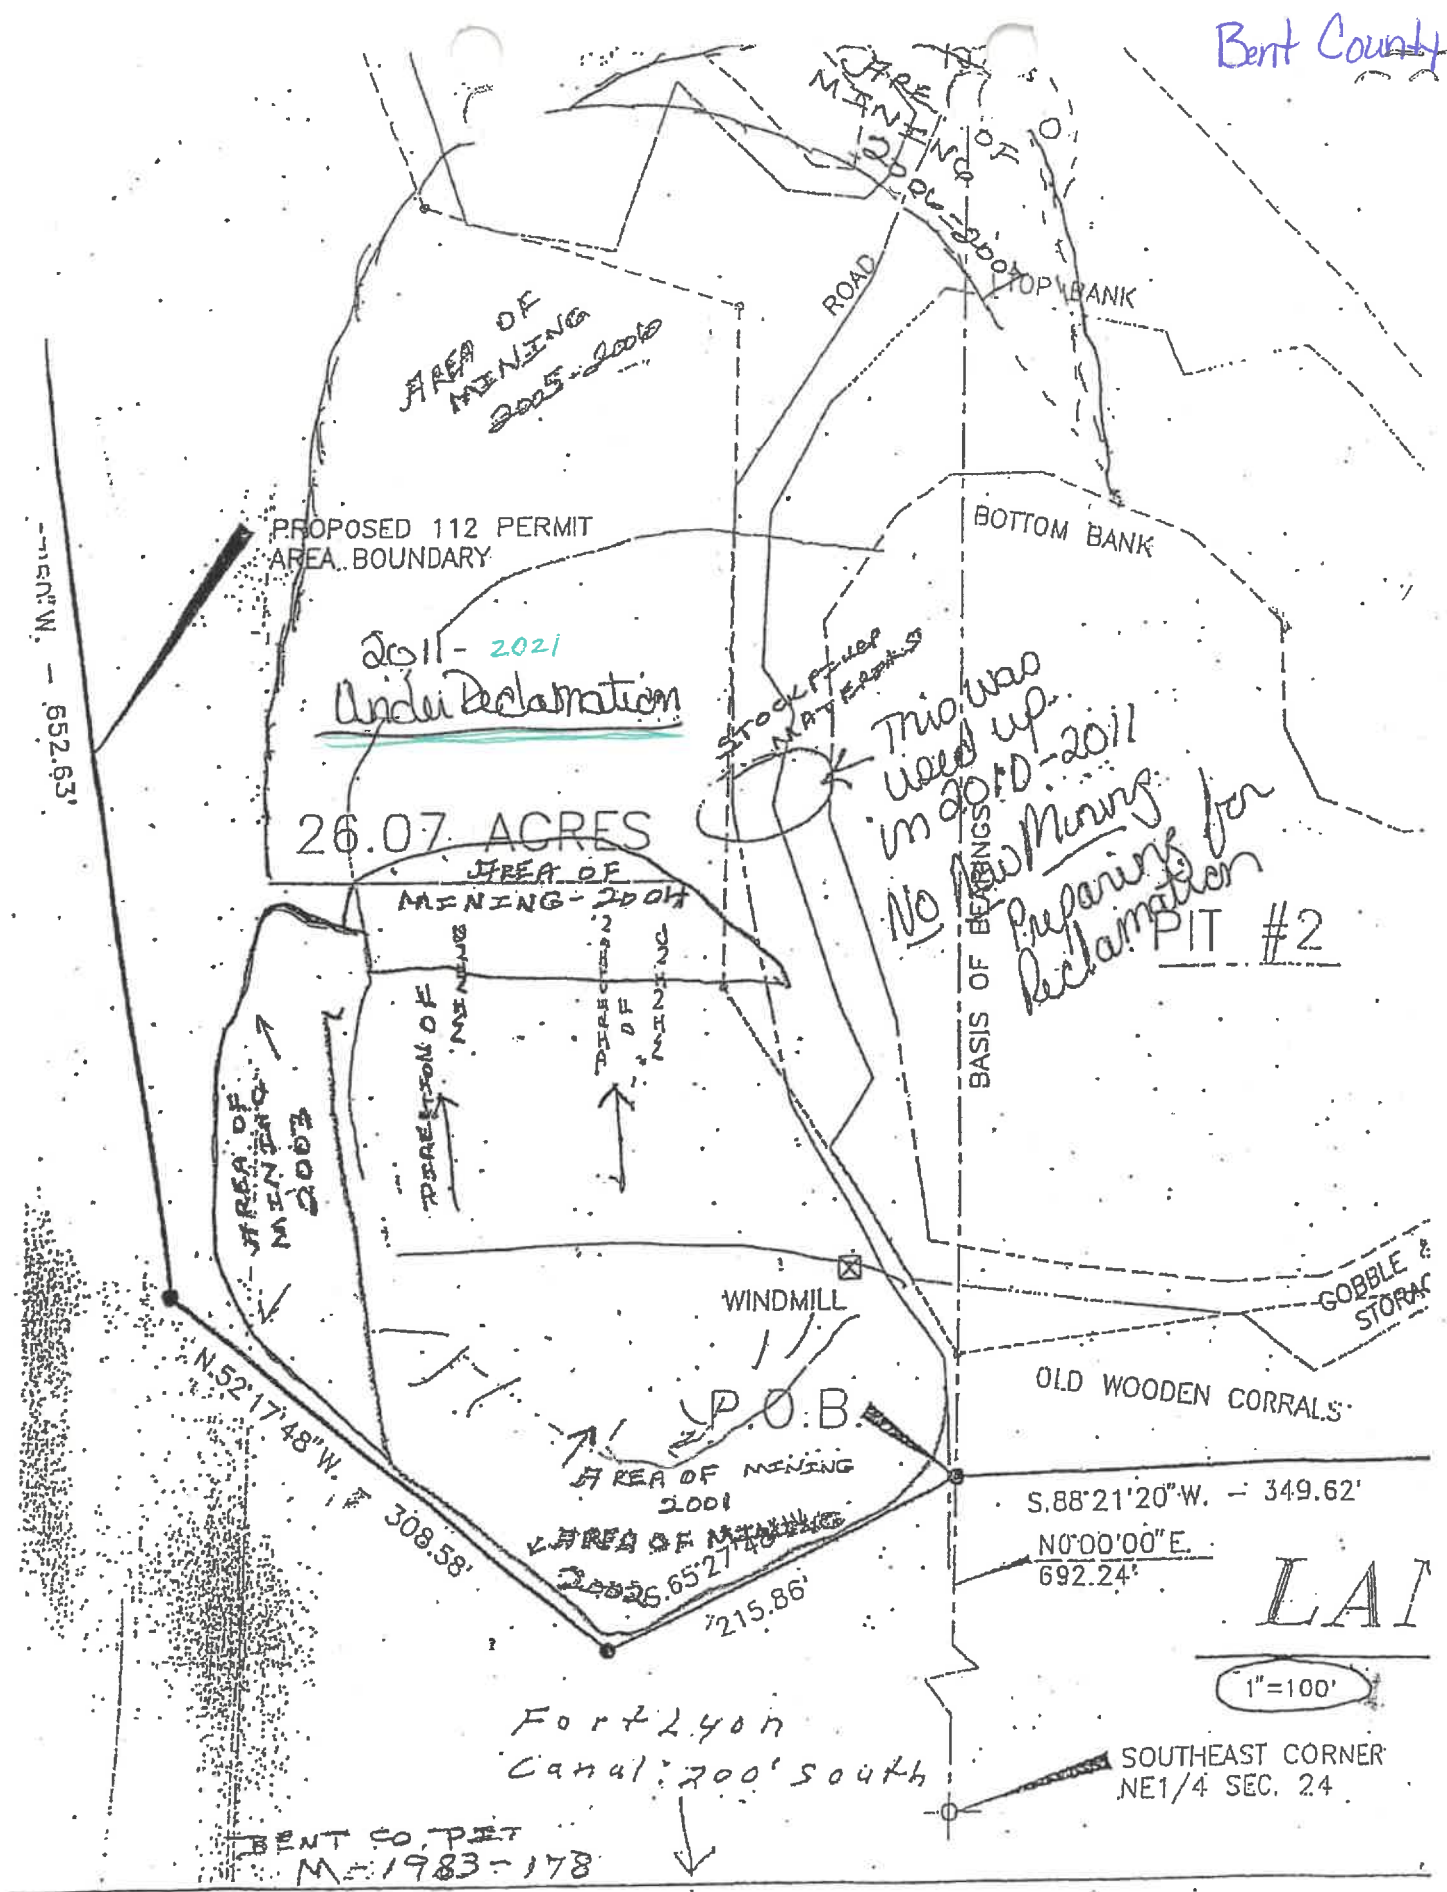 Bent County
AREA OF
MINING
2006-200
TOP BANK
ROAD
AREA OF
MINING
2005-2006
PROPOSED 112 PERMIT
AREA BOUNDARY
BOTTOM BANK
W. - 652.63'
2011- 2021
Under Reclamation
STOCKPILED
MATERIALS
This was
used up
in 2010-2011
No New Mining
Preparing for
Reclamation
26.07 ACRES
AREA OF
MINING-2004
PIT #2
BASIS OF BEARINGS
DIRECTION OF
MINING
AREA OF
MINING
2003
WINDMILL
GOBBLE
OLD WOODEN CORRALS
P.O.B.
N.52°17'48"W. 308.58'
AREA OF MINING
2001
AREA OF MINING
2002
215.86'
S.88°21'20"W. - 349.62'
N0°00'00"E.
692.24'
1"=100'
Fort Lyon
Canal: 200' south
SOUTHEAST CORNER
NE1/4 SEC. 24
BENT CO. PIT
M-1983-178